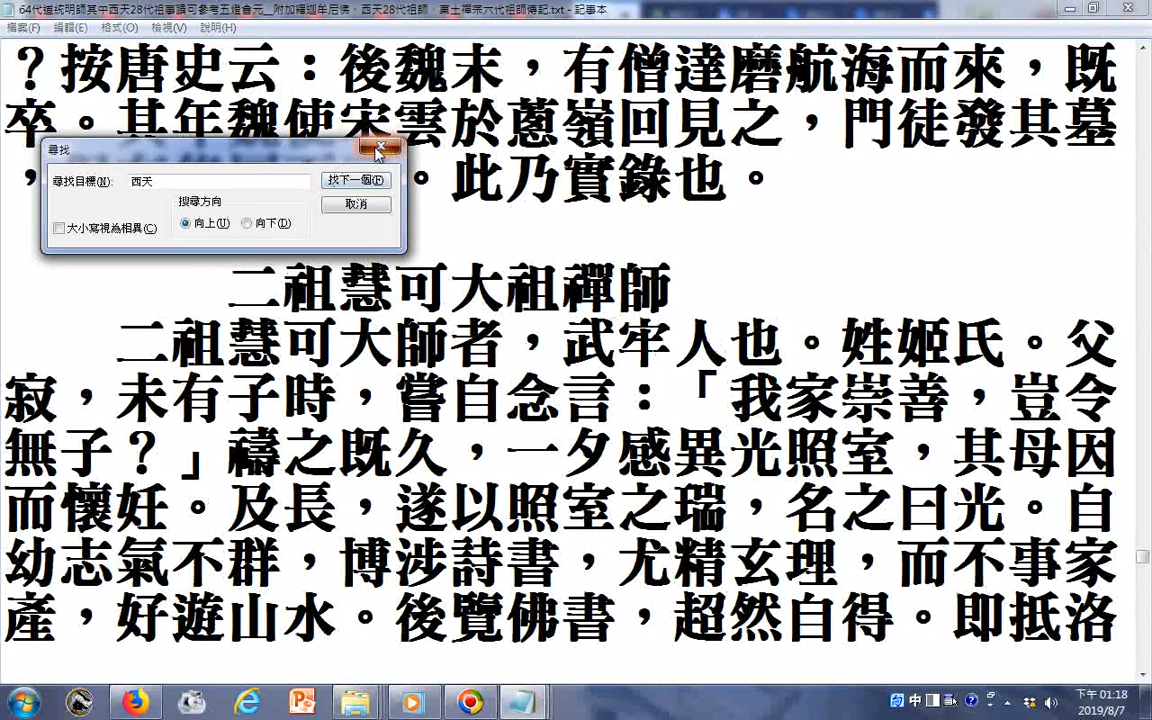 64代道統明師其中西天28代祖事蹟可參考五燈會元__附加釋迦牟尼佛、西天28代祖師、東土禪宗六代祖師傳記.txt - 記事本
檔案(F) 編輯(E) 格式(O) 檢視(V) 說明(H)
？按唐史云：後魏末，有僧達磨航海而來，既
卒。其年魏使宋雲於蔥嶺回見之，門徒發其墓
，
。此乃實錄也。
尋找
尋找目標(N): 西天
找下一個(F)
搜尋方向
取消
大小寫視為相異(C)
向上(U) 向下(D)
二祖慧可大祖禪師
二祖慧可大師者，武牢人也。姓姬氏。父
寂，未有子時，嘗自念言：「我家崇善，豈令
無子？」禱之既久，一夕感異光照室，其母因
而懷妊。及長，遂以照室之瑞，名之曰光。自
幼志氣不群，博涉詩書，尤精玄理，而不事家
產，好遊山水。後覽佛書，超然自得。即抵洛
中
下午 01:18
2019/8/7